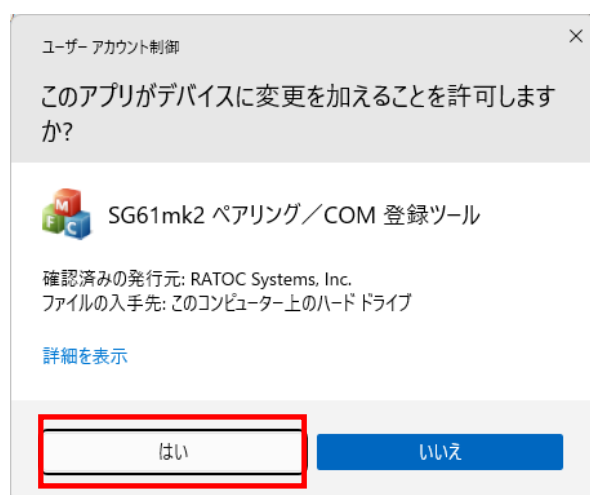 ユーザー アカウント制御
×
このアプリがデバイスに変更を加えることを許可します
か?
M
F
C
SG61mk2 ペアリング／COM 登録ツール
確認済みの発行元: RATOC Systems, Inc.
ファイルの入手先: このコンピューター上のハード ドライブ
詳細を表示
はい
いいえ